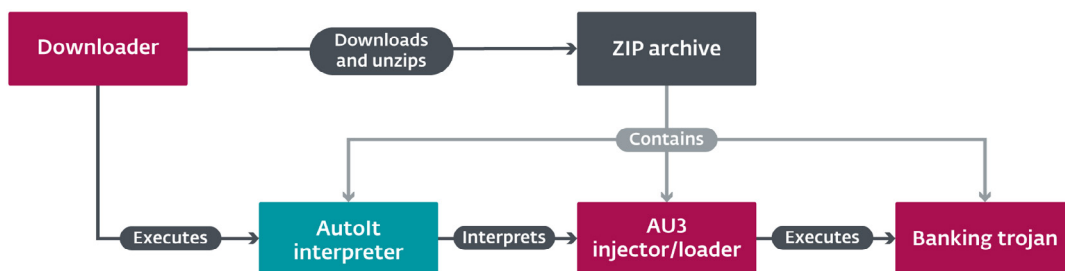 Downloader
Downloads
and unzips
ZIP archive
Contains
Executes
AutoIt
interpreter
Interprets
AU3
injector/loader
Executes
Banking trojan